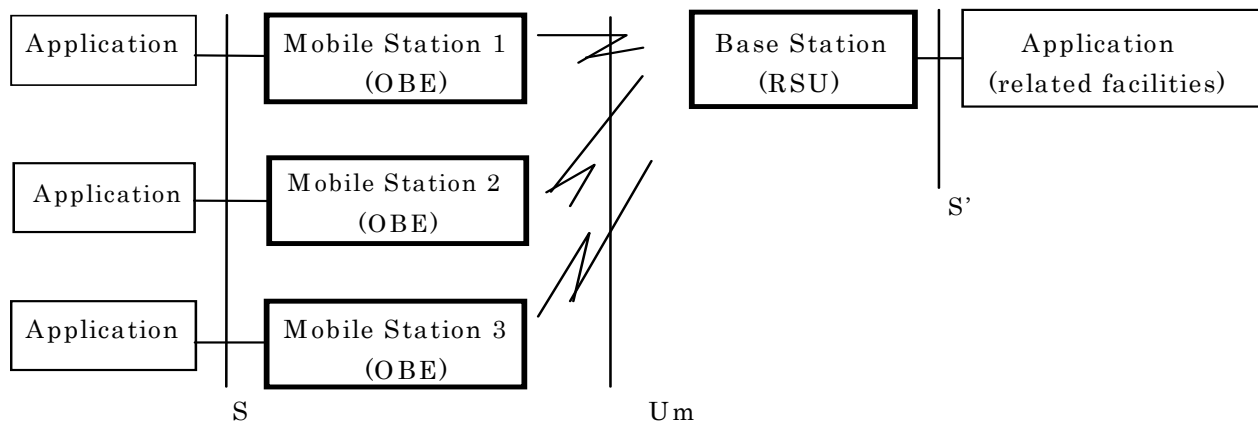 Application
Mobile Station 1
(OBE)
Base Station
(RSU)
Application
(related facilities)
Application
Mobile Station 2
(OBE)
S’
Application
Mobile Station 3
(OBE)
S
Um